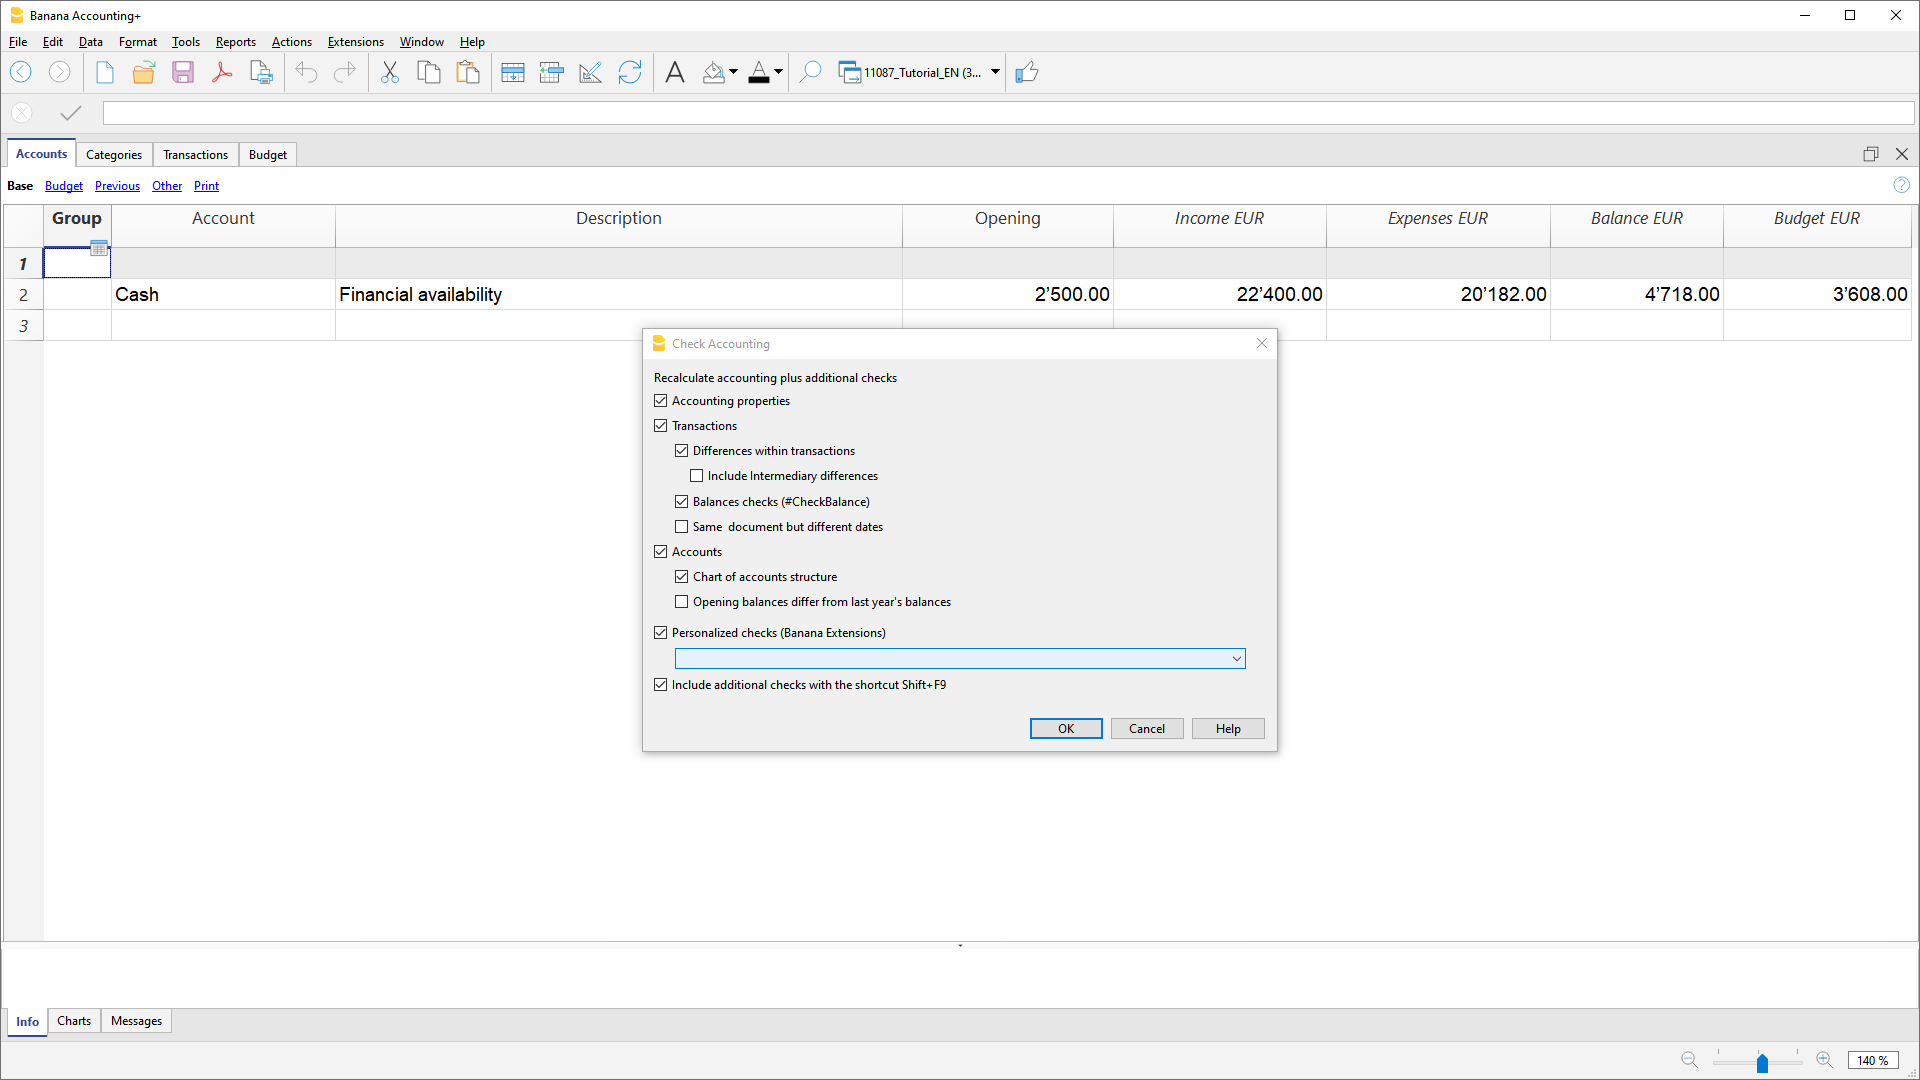 Banana Accounting+
File Edit Data Format Tools Reports Actions Extensions Window Help
11087_Tutorial_EN (3...
Accounts Categories Transactions Budget
Base Budget Previous Other Print
Group Account Description Opening Income EUR Expenses EUR Balance EUR Budget EUR
1
2 Cash Financial availability 2’500.00 22’400.00 20’182.00 4’718.00 3’608.00
3
Check Accounting
Recalculate accounting plus additional checks
Accounting properties
Transactions
Differences within transactions
Include Intermediary differences
Balances checks (#CheckBalance)
Same  document but different dates
Accounts
Chart of accounts structure
Opening balances differ from last year's balances
Personalized checks (Banana Extensions)
Include additional checks with the shortcut Shift+F9
OK Cancel Help
Info Charts Messages
140 %